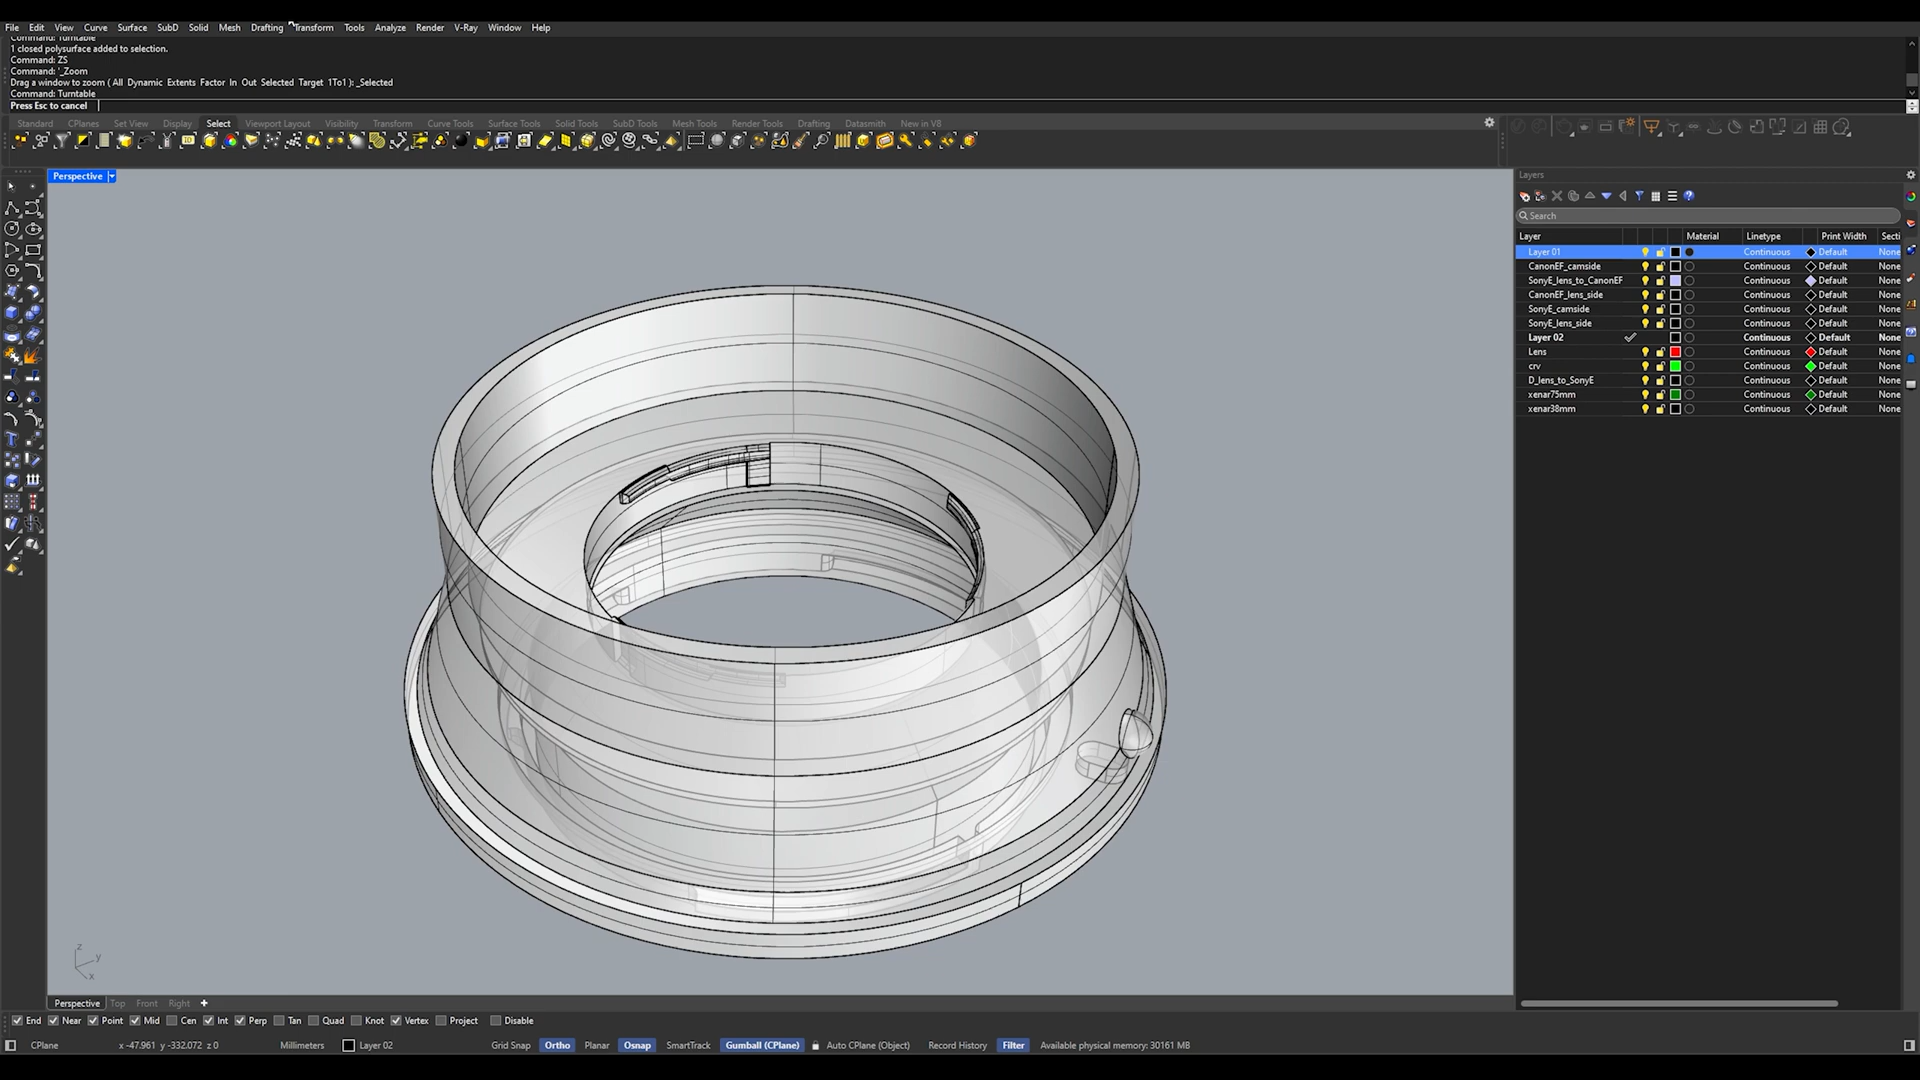 File Edit View Curve Surface SubD Solid Mesh Drafting Transform Tools Analyze Render V-Ray Window Help
Command: Turntable
1 closed polysurface added to selection.
Command: ZS
Command: '_Zoom
Drag a window to zoom ( All Dynamic Extents Factor In Out Selected Target 1To1 ): _Selected
Command: Turntable
Press Esc to cancel
Standard CPlanes Set View Display Select Viewport Layout Visibility Transform Curve Tools Surface Tools Solid Tools SubD Tools Mesh Tools Render Tools Drafting Datasmith New in V8
Perspective
Layers
Search
Layer Material Linetype Print Width Secti
Layer 01 Continuous Default None
CanonEF_camside Continuous Default None
SonyE_lens_to_CanonEF Continuous Default None
CanonEF_lens_side Continuous Default None
SonyE_camside Continuous Default None
SonyE_lens_side Continuous Default None
Layer 02 Continuous Default None
Lens Continuous Default None
crv Continuous Default None
D_lens_to_SonyE Continuous Default None
xenar75mm Continuous Default None
xenar38mm Continuous Default None
z
y
x
Perspective Top Front Right
End Near Point Mid Cen Int Perp Tan Quad Knot Vertex Project Disable
CPlane x -47.961 y -332.072 z 0 Millimeters Layer 02 Grid Snap Ortho Planar Osnap SmartTrack Gumball (CPlane) Auto CPlane (Object) Record History Filter Available physical memory: 30161 MB